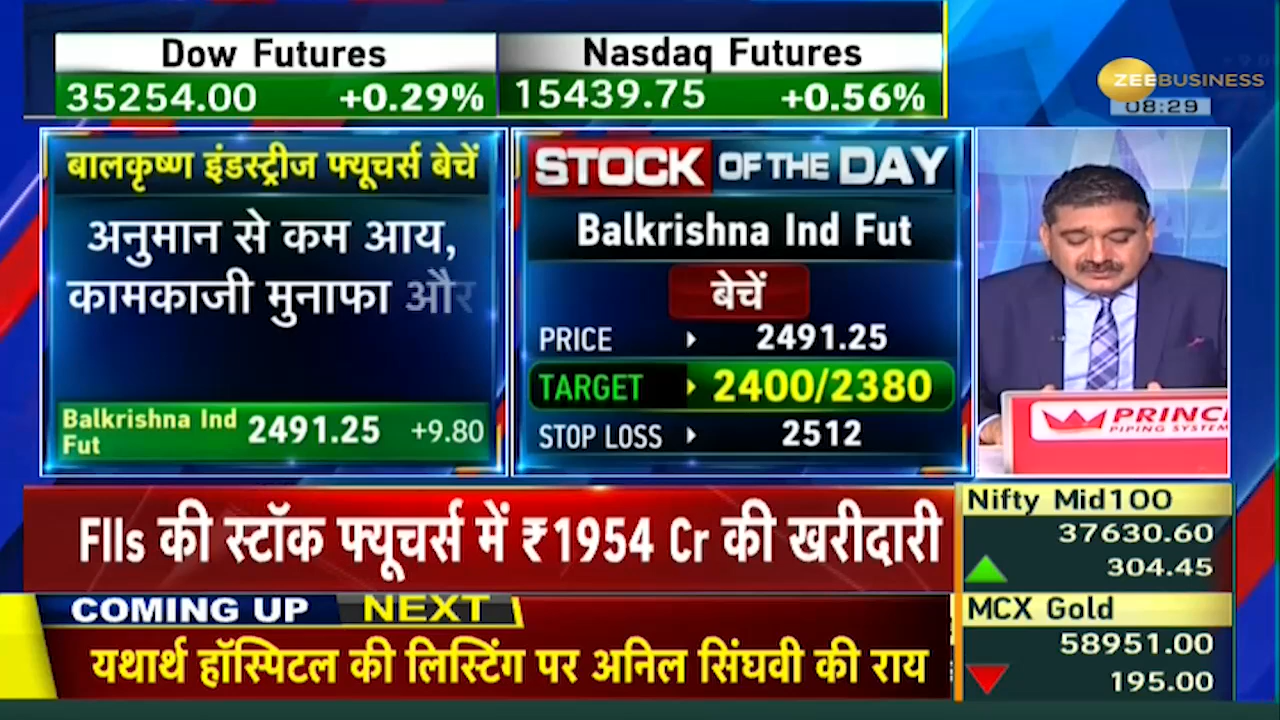 Dow Futures
35254.00 +0.29%
Nasdaq Futures
15439.75 +0.56%
ZEEBUSINESS
08:29
बालकृष्ण इंडस्ट्रीज फ्यूचर्स बेचें
अनुमान से कम आय,
कामकाजी मुनाफा और
Balkrishna Ind
Fut
2491.25 +9.80
STOCK OF THE DAY
Balkrishna Ind Fut
बेचें
PRICE 2491.25
TARGET 2400/2380
STOP LOSS 2512
PRINC
PIPING SYSTEM
FIIs की स्टॉक फ्यूचर्स में ₹1954 Cr की खरीदारी
COMING UP NEXT
यथार्थ हॉस्पिटल की लिस्टिंग पर अनिल सिंघवी की राय
Nifty Mid100
37630.60
304.45
MCX Gold
58951.00
195.00